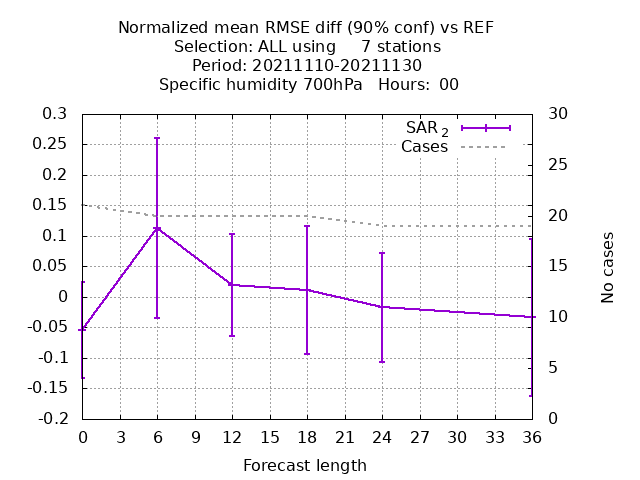 Normalized mean RMSE diff (90% conf) vs REF
Selection: ALL using 7 stations
Period: 20211110-20211130
Specific humidity 700hPa Hours: 00
SAR 2
Cases
0.3
0.25
0.2
0.15
0.1
0.05
0
-0.05
-0.1
-0.15
-0.2
30
25
20
15
10
5
0
No cases
0 3 6 9 12 15 18 21 24 27 30 33 36
Forecast length